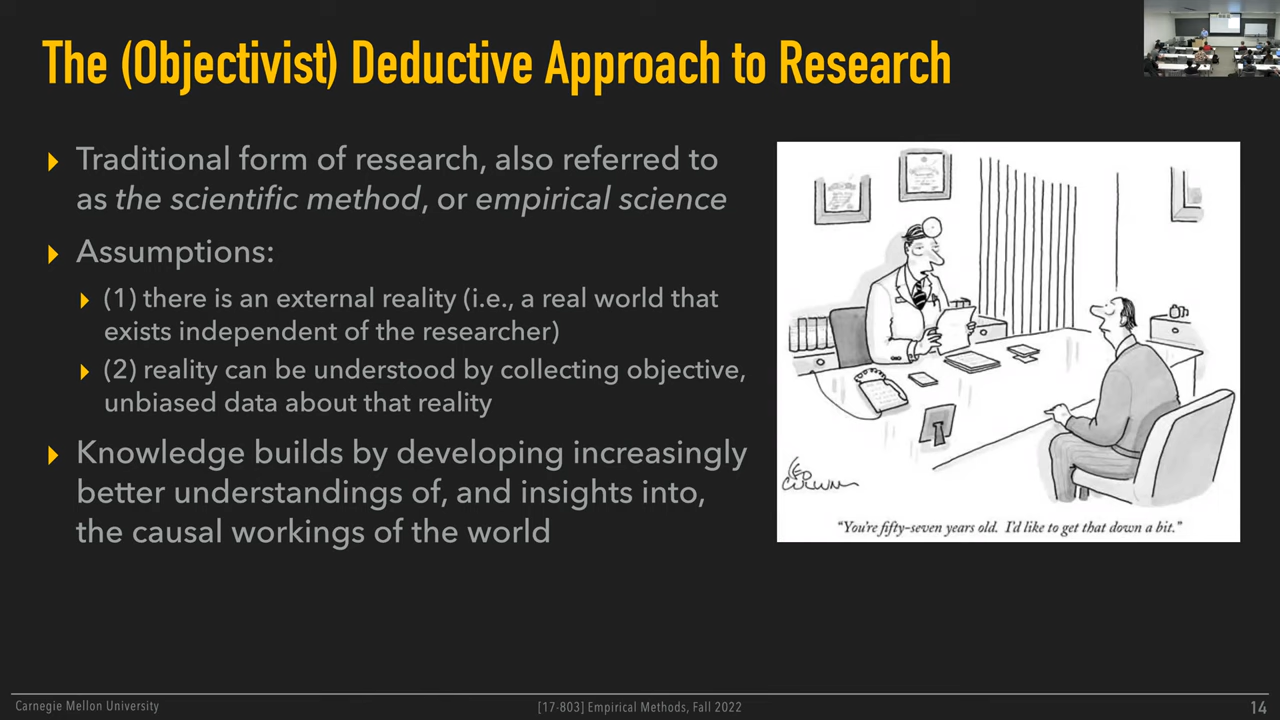 The (Objectivist) Deductive Approach to Research
▸ Traditional form of research, also referred to
as the scientific method, or empirical science
▸ Assumptions:
▸ (1) there is an external reality (i.e., a real world that
exists independent of the researcher)
▸ (2) reality can be understood by collecting objective,
unbiased data about that reality
▸ Knowledge builds by developing increasingly
better understandings of, and insights into,
the causal workings of the world
LEO
CULLUM
“You're fifty-seven years old. I'd like to get that down a bit.”
Carnegie Mellon University
[17-803] Empirical Methods, Fall 2022
14